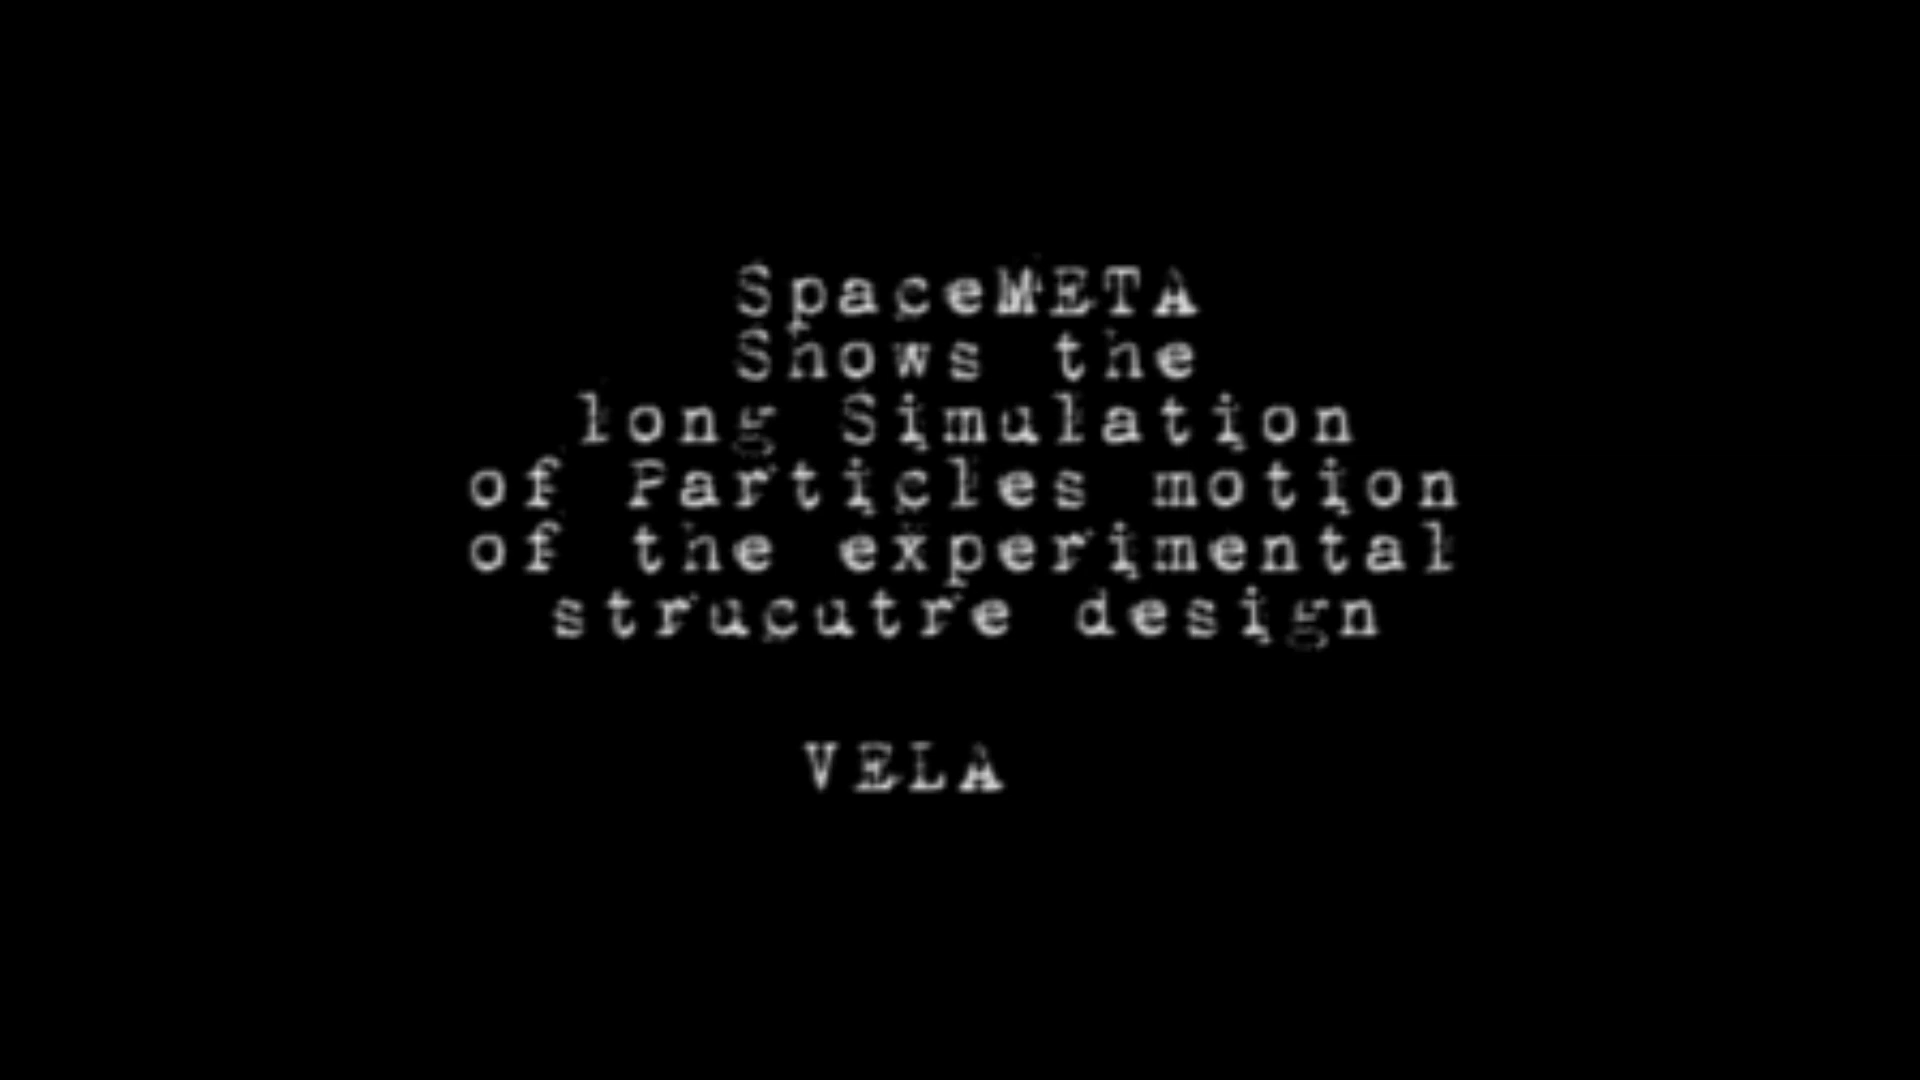 SpaceMETA
Shows the
long Simulation
of Particles motion
of the experimental
strucutre design
VELA